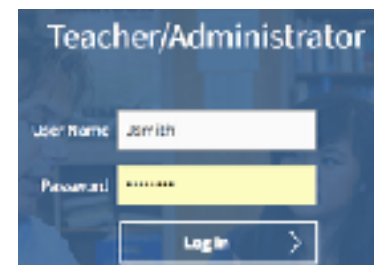 Teacher/Administrator
User Name Jsmith
Password ••••••••
Log In